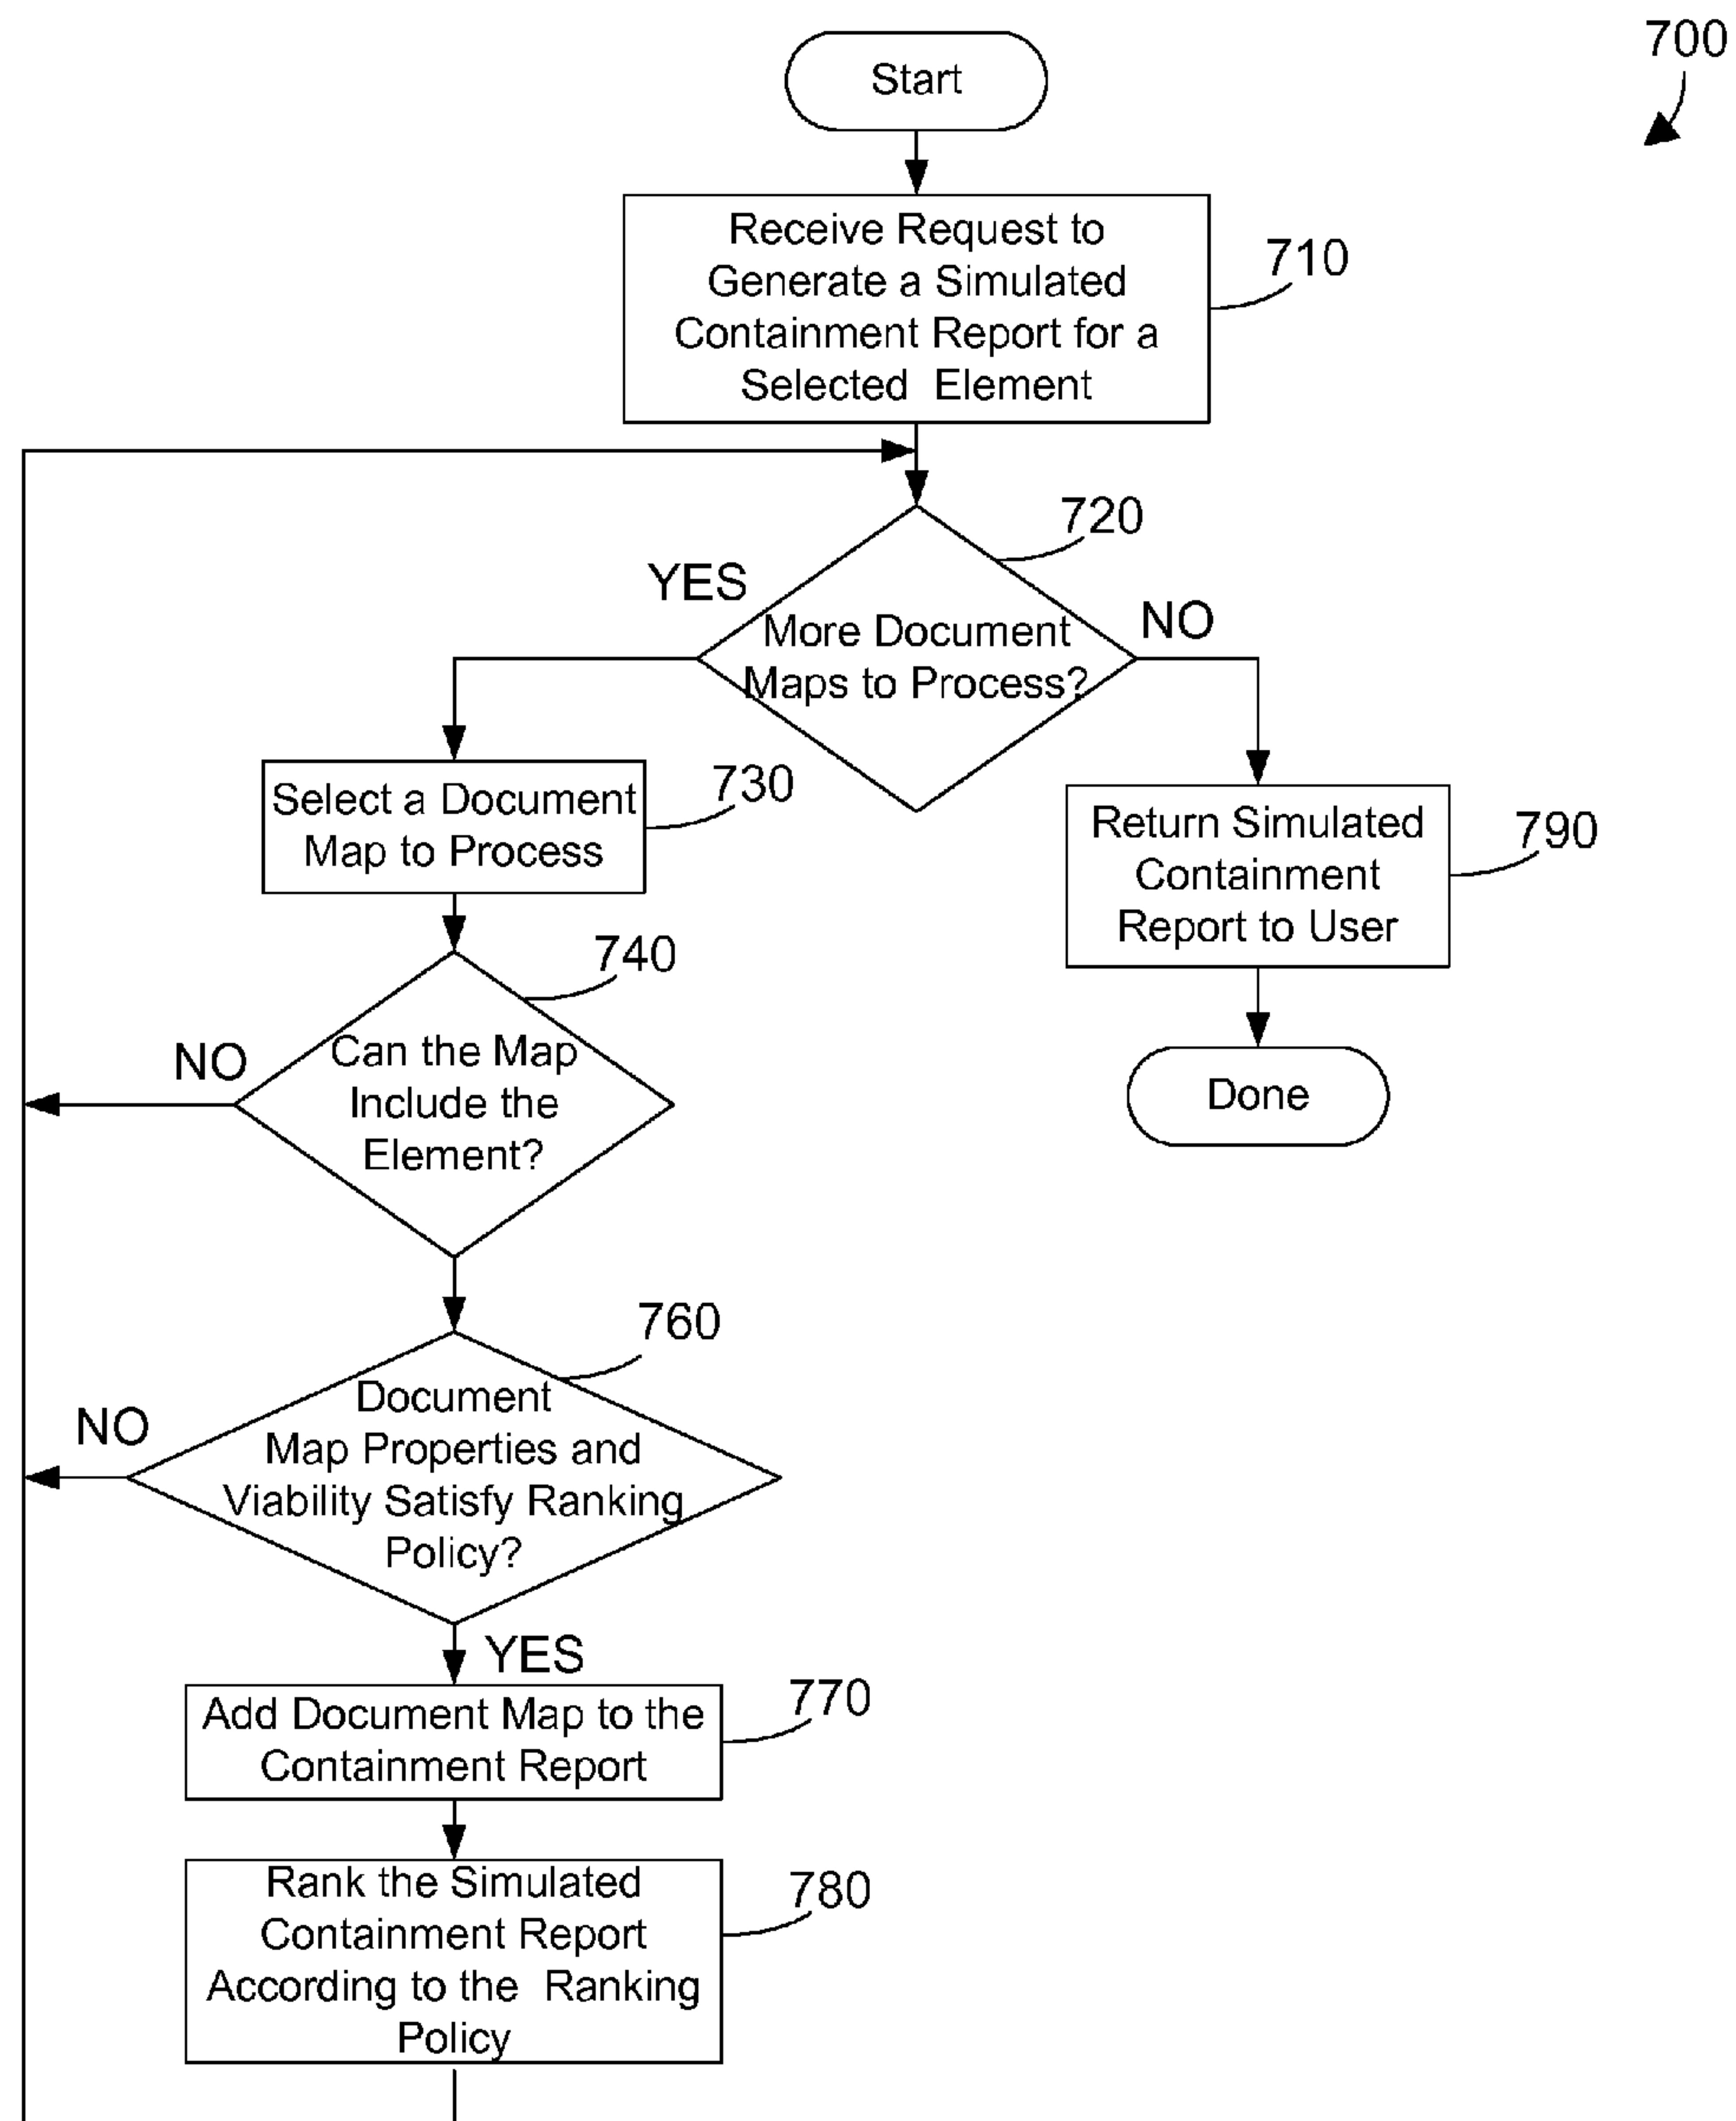 700
Start
Receive Request to
Generate a Simulated
Containment Report for a
Selected Element
710
720
YES
NO
More Document
Maps to Process?
Select a Document
Map to Process
730
Return Simulated
Containment
Report to User
790
740
NO
Can the Map
Include the
Element?
Done
760
NO
Document
Map Properties and
Viability Satisfy Ranking
Policy?
YES
Add Document Map to the
Containment Report
770
Rank the Simulated
Containment Report
According to the Ranking
Policy
780